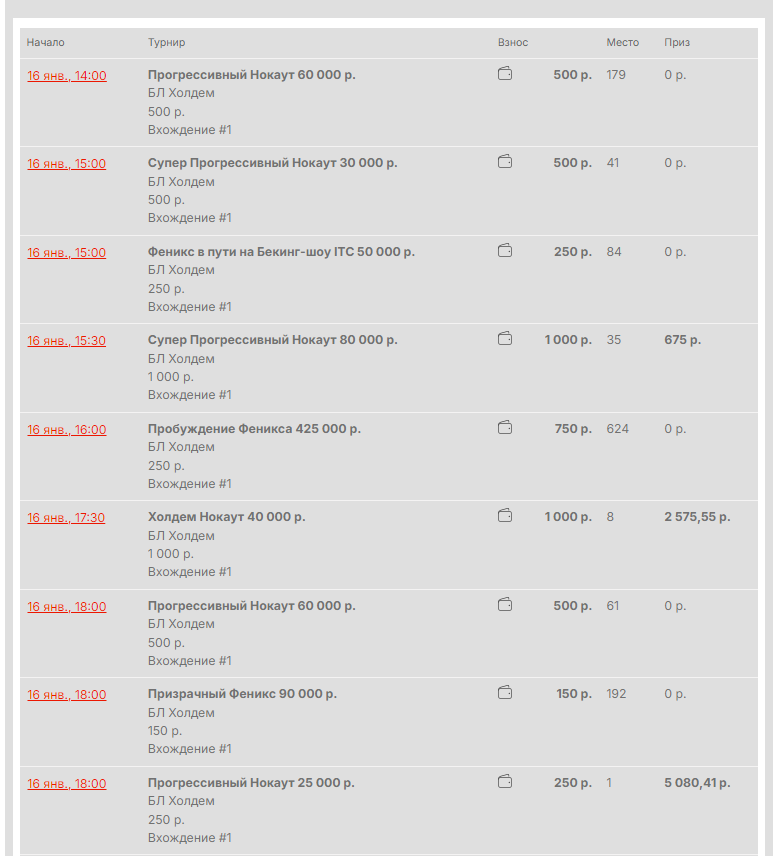 Начало Турнир Взнос Место Приз
16 янв., 14:00 Прогрессивный Нокаут 60 000 р. 500 р. 179 0 р.
БЛ Холдем
500 р.
Вхождение #1
16 янв., 15:00 Супер Прогрессивный Нокаут 30 000 р. 500 р. 41 0 р.
БЛ Холдем
500 р.
Вхождение #1
16 янв., 15:00 Феникс в пути на Бекинг-шоу ITC 50 000 р. 250 р. 84 0 р.
БЛ Холдем
250 р.
Вхождение #1
16 янв., 15:30 Супер Прогрессивный Нокаут 80 000 р. 1 000 р. 35 675 р.
БЛ Холдем
1 000 р.
Вхождение #1
16 янв., 16:00 Пробуждение Феникса 425 000 р. 750 р. 624 0 р.
БЛ Холдем
250 р.
Вхождение #1
16 янв., 17:30 Холдем Нокаут 40 000 р. 1 000 р. 8 2 575,55 р.
БЛ Холдем
1 000 р.
Вхождение #1
16 янв., 18:00 Прогрессивный Нокаут 60 000 р. 500 р. 61 0 р.
БЛ Холдем
500 р.
Вхождение #1
16 янв., 18:00 Призрачный Феникс 90 000 р. 150 р. 192 0 р.
БЛ Холдем
150 р.
Вхождение #1
16 янв., 18:00 Прогрессивный Нокаут 25 000 р. 250 р. 1 5 080,41 р.
БЛ Холдем
250 р.
Вхождение #1